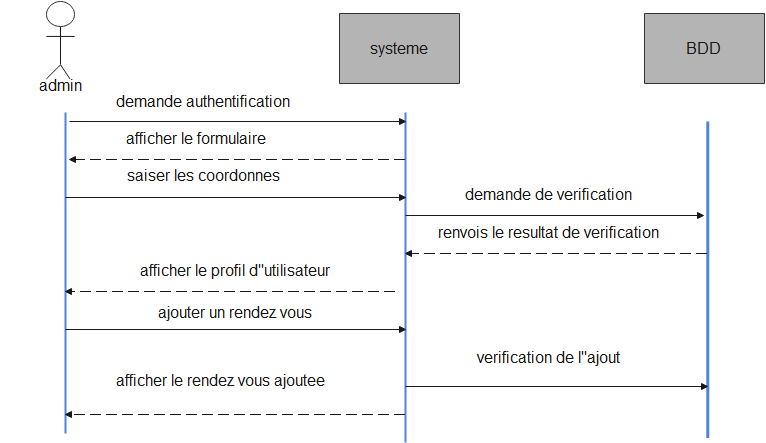 systeme
BDD
admin
demande authentification
afficher le formulaire
saiser les coordonnes
demande de verification
renvois le resultat de verification
afficher le profil d"utilisateur
ajouter un rendez vous
verification de l"ajout
afficher le rendez vous ajoutee